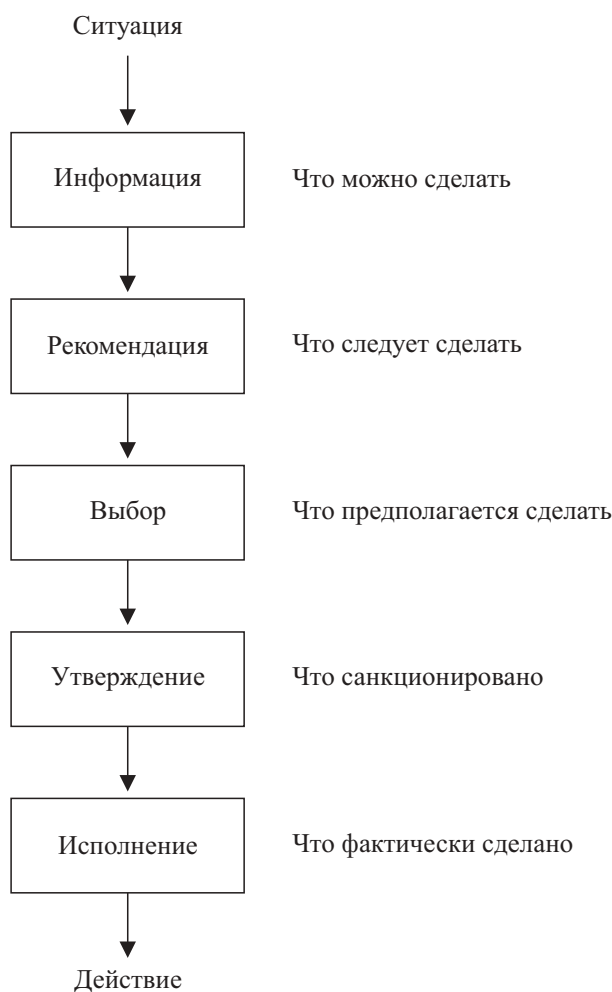 Ситуация
Информация
Что можно сделать
Рекомендация
Что следует сделать
Выбор
Что предполагается сделать
Утверждение
Что санкционировано
Исполнение
Что фактически сделано
Действие